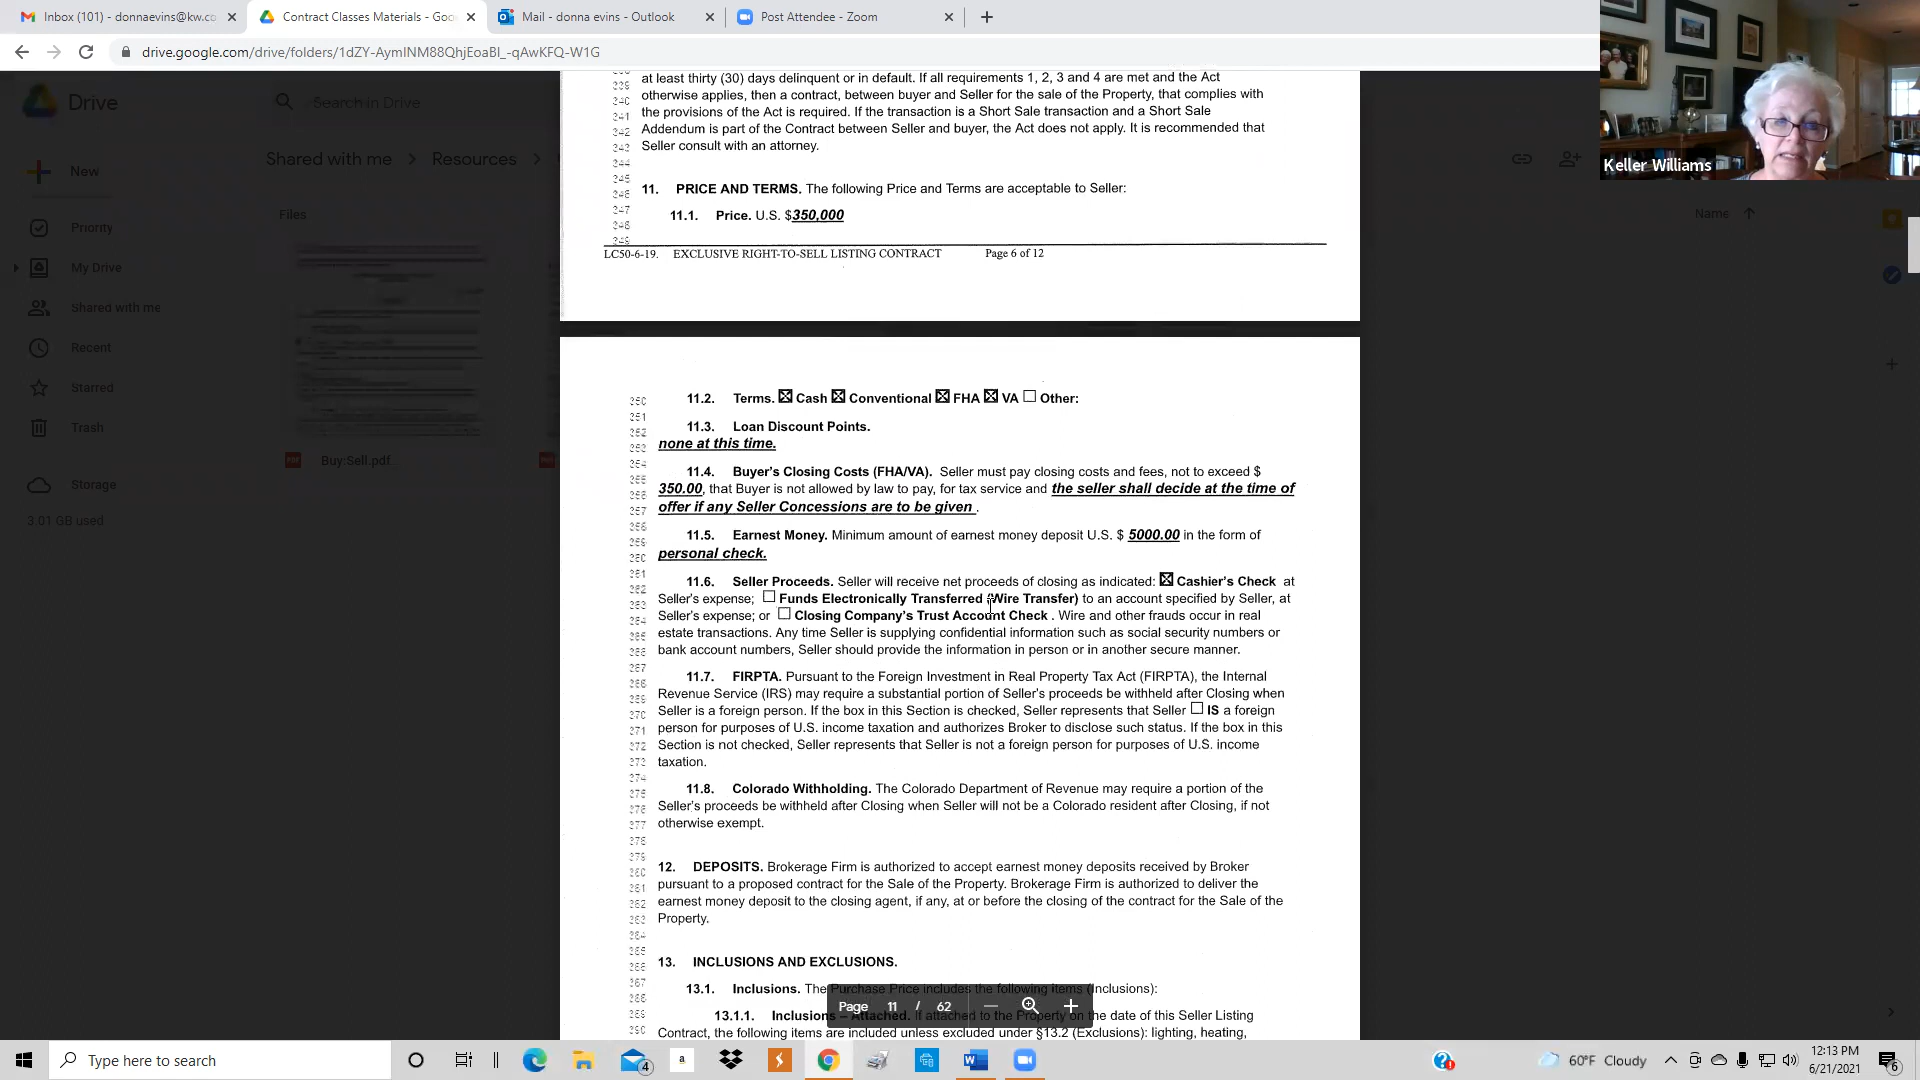 Inbox (101) - donnaevins@kw.co
Contract Classes Materials - Goo
Mail - donna evins - Outlook
Post Attendee - Zoom
drive.google.com/drive/folders/1dZY-AymINM88QhjEoaBI_-qAwKFQ-W1G
Drive
Search in Drive
New
Shared with me > Resources >
Priority
My Drive
Shared with me
Recent
Starred
Trash
Storage
3.01 GB used
Files
Name
Buy:Sell.pdf
Keller Williams
at least thirty (30) days delinquent or in default. If all requirements 1, 2, 3 and 4 are met and the Act
otherwise applies, then a contract, between buyer and Seller for the sale of the Property, that complies with
the provisions of the Act is required. If the transaction is a Short Sale transaction and a Short Sale
Addendum is part of the Contract between Seller and buyer, the Act does not apply. It is recommended that
Seller consult with an attorney.
11. PRICE AND TERMS. The following Price and Terms are acceptable to Seller:
11.1. Price. U.S. $350,000
LC50-6-19. EXCLUSIVE RIGHT-TO-SELL LISTING CONTRACT Page 6 of 12
11.2. Terms. ☒ Cash ☒ Conventional ☒ FHA ☒ VA ☐ Other:
11.3. Loan Discount Points.
none at this time.
11.4. Buyer's Closing Costs (FHA/VA). Seller must pay closing costs and fees, not to exceed $
350.00, that Buyer is not allowed by law to pay, for tax service and the seller shall decide at the time of
offer if any Seller Concessions are to be given .
11.5. Earnest Money. Minimum amount of earnest money deposit U.S. $ 5000.00 in the form of
personal check.
11.6. Seller Proceeds. Seller will receive net proceeds of closing as indicated: ☒ Cashier's Check at
Seller's expense; ☐ Funds Electronically Transferred (Wire Transfer) to an account specified by Seller, at
Seller's expense; or ☐ Closing Company's Trust Account Check . Wire and other frauds occur in real
estate transactions. Any time Seller is supplying confidential information such as social security numbers or
bank account numbers, Seller should provide the information in person or in another secure manner.
11.7. FIRPTA. Pursuant to the Foreign Investment in Real Property Tax Act (FIRPTA), the Internal
Revenue Service (IRS) may require a substantial portion of Seller's proceeds be withheld after Closing when
Seller is a foreign person. If the box in this Section is checked, Seller represents that Seller ☐ IS a foreign
person for purposes of U.S. income taxation and authorizes Broker to disclose such status. If the box in this
Section is not checked, Seller represents that Seller is not a foreign person for purposes of U.S. income
taxation.
11.8. Colorado Withholding. The Colorado Department of Revenue may require a portion of the
Seller's proceeds be withheld after Closing when Seller will not be a Colorado resident after Closing, if not
otherwise exempt.
12. DEPOSITS. Brokerage Firm is authorized to accept earnest money deposits received by Broker
pursuant to a proposed contract for the Sale of the Property. Brokerage Firm is authorized to deliver the
earnest money deposit to the closing agent, if any, at or before the closing of the contract for the Sale of the
Property.
13. INCLUSIONS AND EXCLUSIONS.
13.1. Inclusions. The Purchase Price includes the following items (Inclusions):
13.1.1. Inclusions – Attached. If attached to the Property on the date of this Seller Listing
Contract, the following items are included unless excluded under §13.2 (Exclusions): lighting, heating,
Page 11 / 62
Type here to search
60°F Cloudy
12:13 PM
6/21/2021